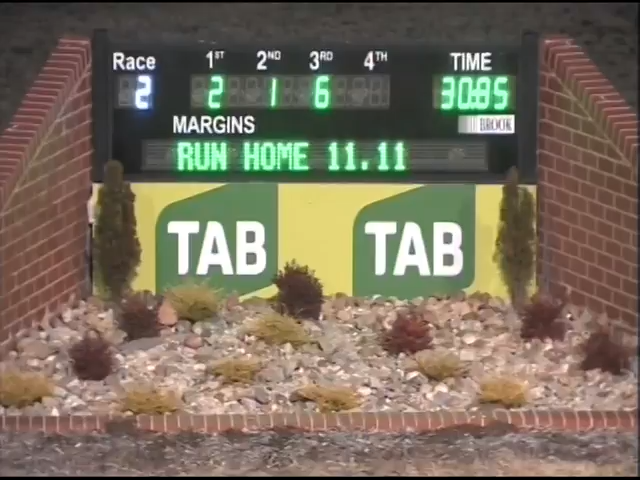 Race 1ST 2ND 3RD 4TH TIME
2 2 1 6 30:85
MARGINS BROOK
RUN HOME 11.11
TAB TAB